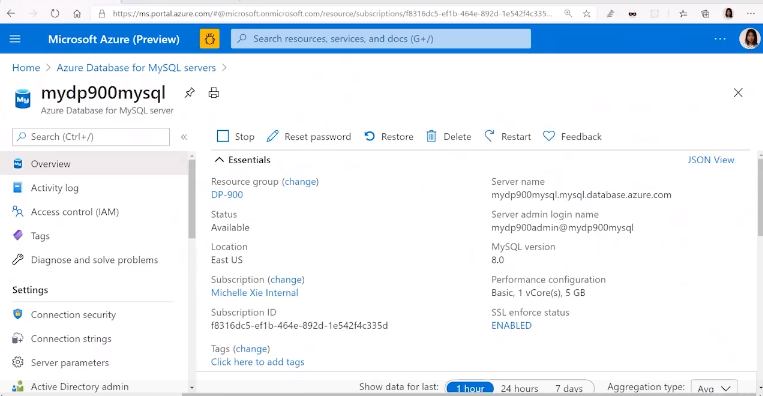 https://ms.portal.azure.com/#@microsoft.onmicrosoft.com/resource/subscriptions/f8316dc5-ef1b-464e-892d-1e542f4c335...
Microsoft Azure (Preview)
Search resources, services, and docs (G+/)
Home > Azure Database for MySQL servers >
My
mydp900mysql
Azure Database for MySQL server
Search (Ctrl+/)
«
Stop
Reset password
Restore
Delete
Restart
Feedback
Overview
Activity log
Access control (IAM)
Tags
Diagnose and solve problems
Settings
Connection security
Connection strings
Server parameters
Active Directory admin
Essentials
JSON View
Resource group (change)
DP-900
Status
Available
Location
East US
Subscription (change)
Michelle Xie Internal
Subscription ID
f8316dc5-ef1b-464e-892d-1e542f4c335d
Tags (change)
Click here to add tags
Server name
mydp900mysql.mysql.database.azure.com
Server admin login name
mydp900admin@mydp900mysql
MySQL version
8.0
Performance configuration
Basic, 1 vCore(s), 5 GB
SSL enforce status
ENABLED
Show data for last:
1 hour
24 hours
7 days
Aggregation type:
Avg